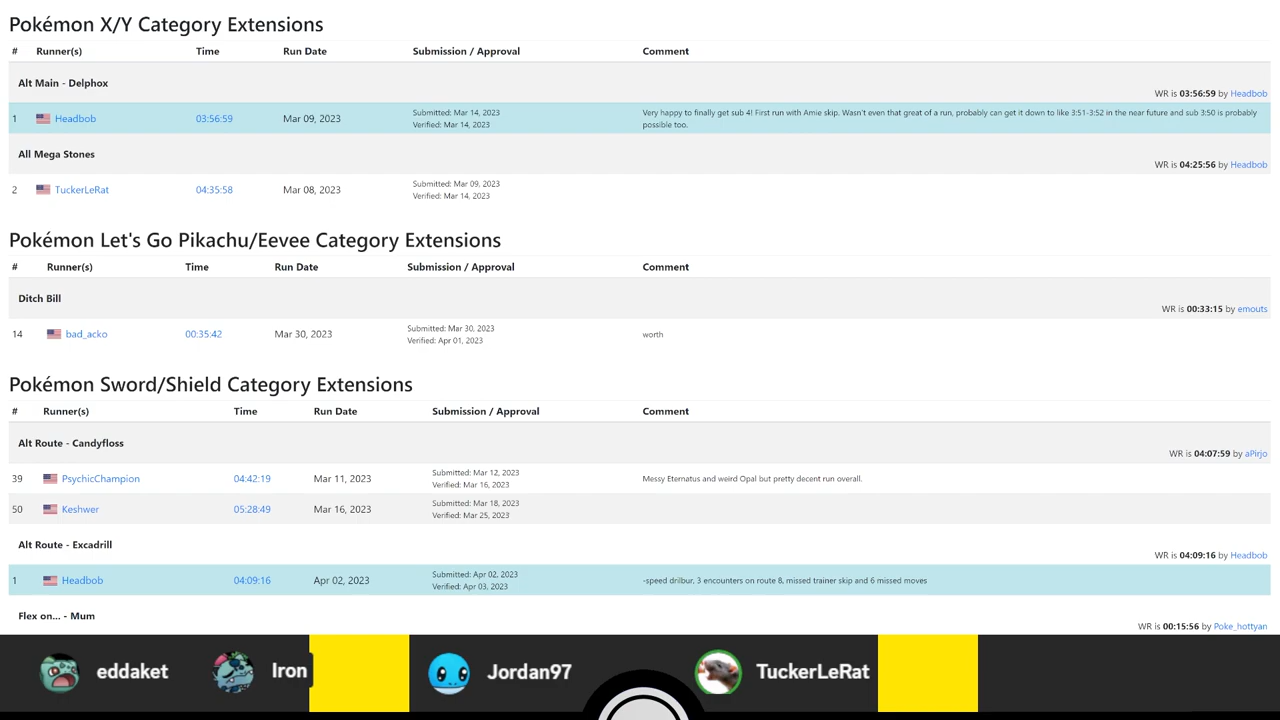 Pokémon X/Y Category Extensions
# Runner(s) Time Run Date Submission / Approval Comment
Alt Main - Delphox
WR is 03:56:59 by Headbob
1 Headbob 03:56:59 Mar 09, 2023 Submitted: Mar 14, 2023 Verified: Mar 14, 2023 Very happy to finally get sub 4! First run with Amie skip. Wasn't even that great of a run, probably can get it down to like 3:51-3:52 in the near future and sub 3:50 is probably
possible too.
All Mega Stones
WR is 04:25:56 by Headbob
2 TuckerLeRat 04:35:58 Mar 08, 2023 Submitted: Mar 09, 2023
Verified: Mar 14, 2023
Pokémon Let's Go Pikachu/Eevee Category Extensions
# Runner(s) Time Run Date Submission / Approval Comment
Ditch Bill
WR is 00:33:15 by emouts
14 bad_acko 00:35:42 Mar 30, 2023 Submitted: Mar 30, 2023
Verified: Apr 01, 2023 worth
Pokémon Sword/Shield Category Extensions
# Runner(s) Time Run Date Submission / Approval Comment
Alt Route - Candyfloss
WR is 04:07:59 by aPirjo
39 PsychicChampion 04:42:19 Mar 11, 2023 Submitted: Mar 12, 2023
Verified: Mar 16, 2023 Messy Eternatus and weird Opal but pretty decent run overall.
50 Keshwer 05:28:49 Mar 16, 2023 Submitted: Mar 18, 2023
Verified: Mar 25, 2023
Alt Route - Excadrill
WR is 04:09:16 by Headbob
1 Headbob 04:09:16 Apr 02, 2023 Submitted: Apr 02, 2023
Verified: Apr 03, 2023 -speed drilbur, 3 encounters on route 8, missed trainer skip and 6 missed moves
Flex on... - Mum
WR is 00:15:56 by Poke_hottyan
eddaket Iron Jordan97 TuckerLeRat